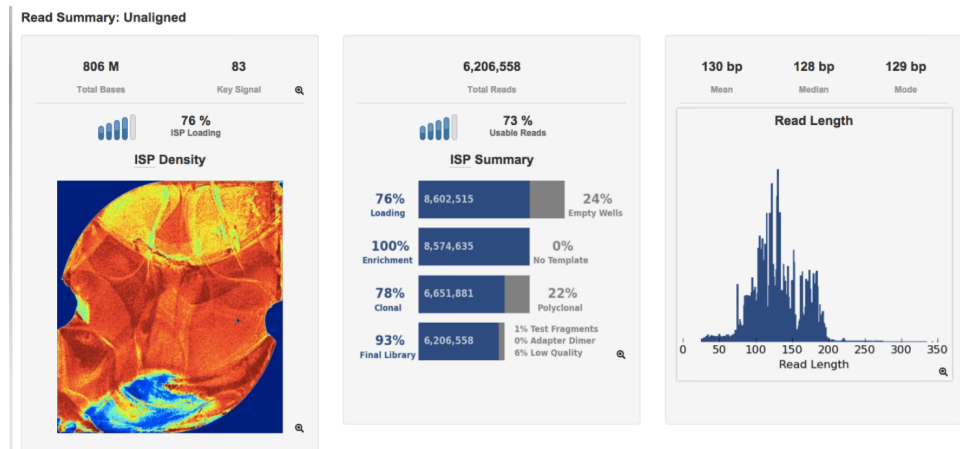 Read Summary: Unaligned
806 M
Total Bases
83
Key Signal
76 %
ISP Loading
ISP Density
6,206,558
Total Reads
73 %
Usable Reads
ISP Summary
76%
Loading
8,602,515
24%
Empty Wells
100%
Enrichment
8,574,635
0%
No Template
78%
Clonal
6,651,881
22%
Polyclonal
93%
Final Library
6,206,558
1% Test Fragments
0% Adapter Dimer
6% Low Quality
130 bp
Mean
128 bp
Median
129 bp
Mode
Read Length
0 50 100 150 200 250 300 350
Read Length